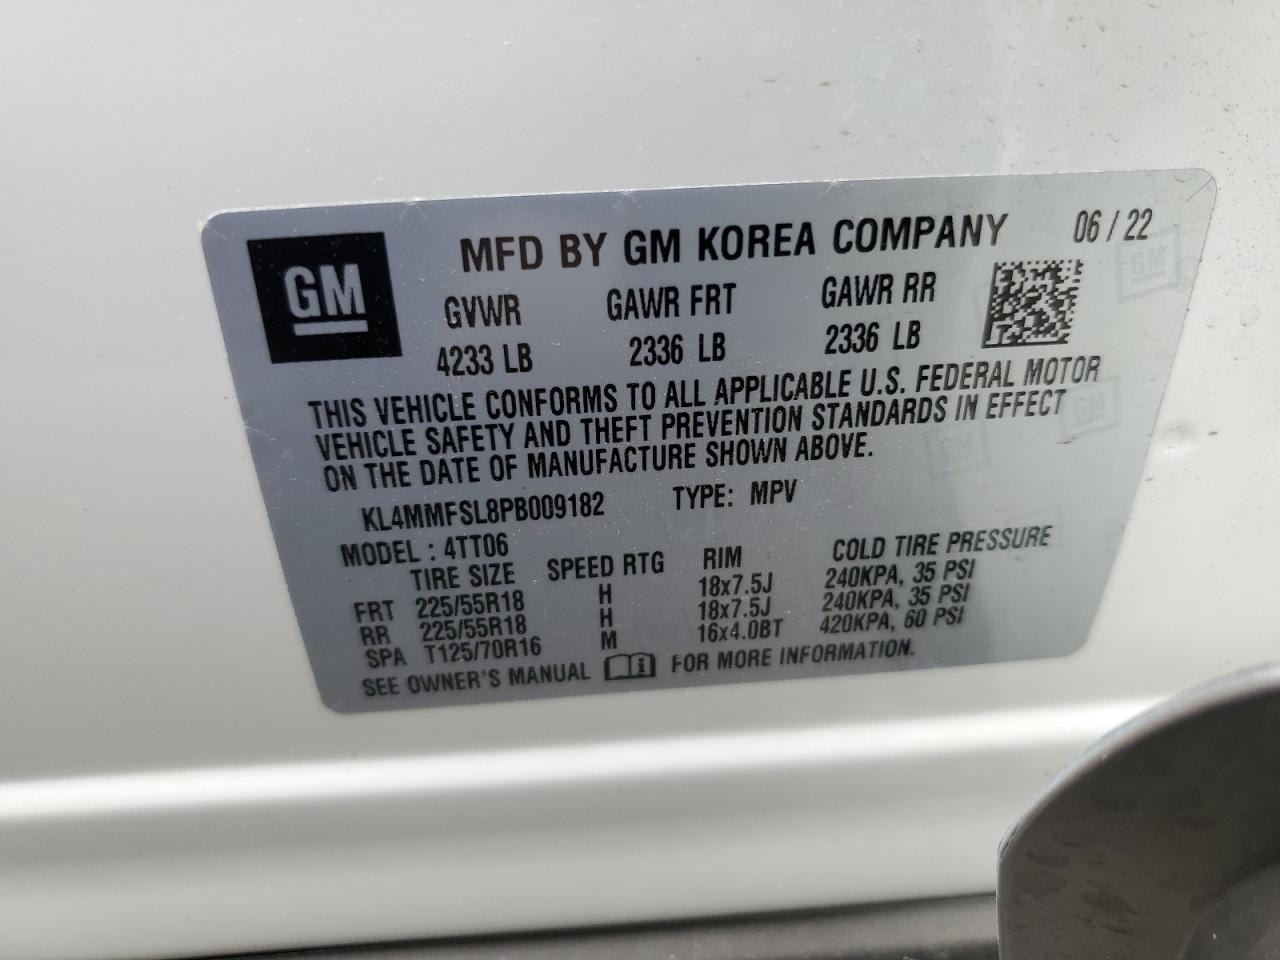 GM
MFD BY GM KOREA COMPANY 06 / 22
GVWR GAWR FRT GAWR RR
4233 LB 2336 LB 2336 LB
THIS VEHICLE CONFORMS TO ALL APPLICABLE U.S. FEDERAL MOTOR
VEHICLE SAFETY AND THEFT PREVENTION STANDARDS IN EFFECT
ON THE DATE OF MANUFACTURE SHOWN ABOVE.
KL4MMFSL8PB009182 TYPE: MPV
MODEL : 4TT06
TIRE SIZE SPEED RTG RIM COLD TIRE PRESSURE
FRT 225/55R18 H 18x7.5J 240KPA, 35 PSI
RR 225/55R18 H 18x7.5J 240KPA, 35 PSI
SPA T125/70R16 M 16x4.0BT 420KPA, 60 PSI
SEE OWNER'S MANUAL i FOR MORE INFORMATION.